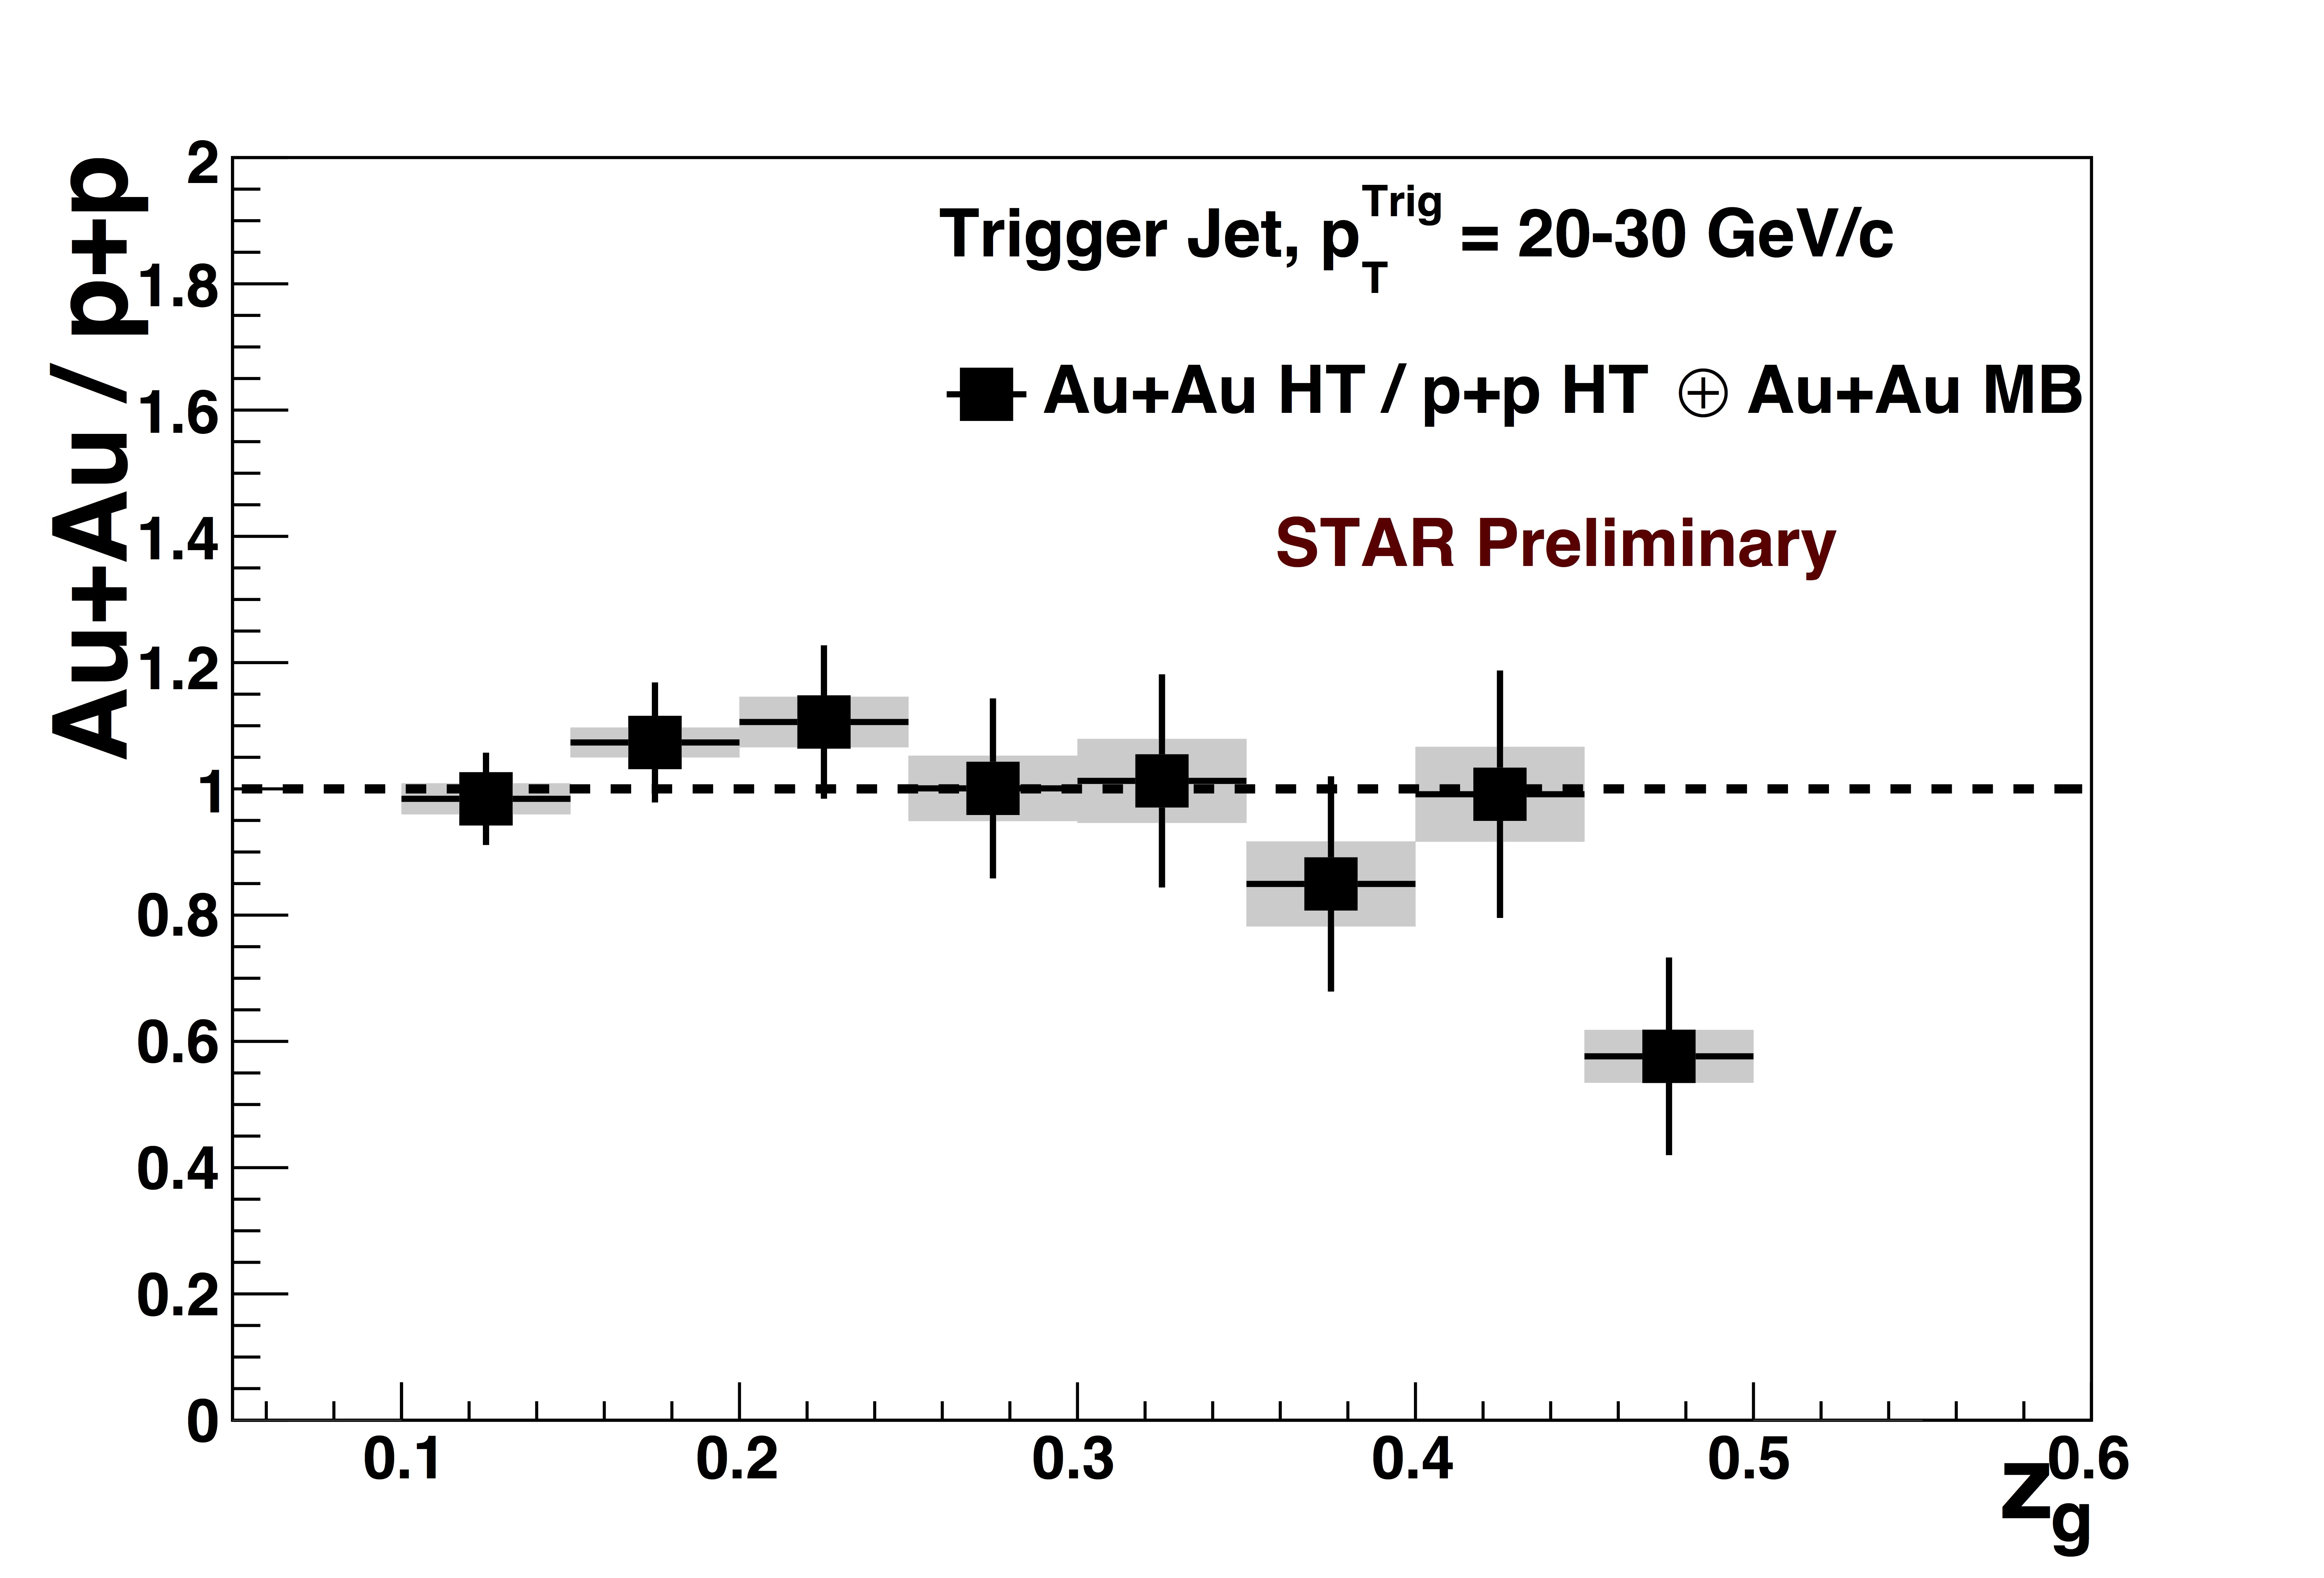 Au+Au / p+p
2
1.8
1.6
1.4
1.2
1
0.8
0.6
0.4
0.2
0
Trigger Jet, p_T^Trig = 20-30 GeV/c
Au+Au HT / p+p HT ⊕ Au+Au MB
STAR Preliminary
0.1 0.2 0.3 0.4 0.5 0.6
z_g